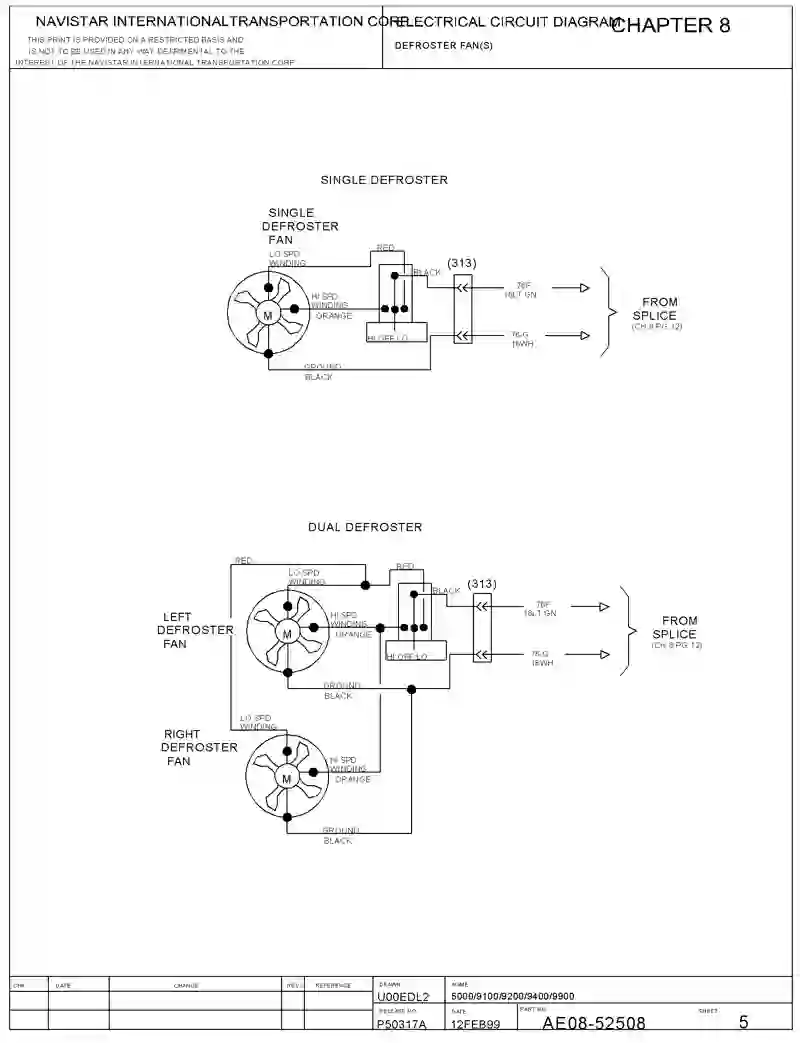 NAVISTAR INTERNATIONAL TRANSPORTATION CORP.
ELECTRICAL CIRCUIT DIAGRAM
CHAPTER 8
THIS PRINT IS PROVIDED ON A RESTRICTED BASIS AND
IS NOT TO BE USED IN ANY WAY DETRIMENTAL TO THE
INTEREST OF THE NAVISTAR INTERNATIONAL TRANSPORTATION CORP.
DEFROSTER FAN(S)
SINGLE DEFROSTER
SINGLE
DEFROSTER
FAN
LO SPD
WINDING
RED
BLACK
(313)
HI SPD
WINDING
ORANGE
M
HI OFF LO
GROUND
BLACK
76F
18LT GN
76G
18WH
FROM
SPLICE
(CH.8 PG.12)
DUAL DEFROSTER
RED
LO SPD
WINDING
RED
BLACK
(313)
LEFT
DEFROSTER
FAN
HI SPD
WINDING
ORANGE
M
HI OFF LO
GROUND
BLACK
76F
18LT GN
76G
18WH
FROM
SPLICE
(CH.8 PG.12)
LO SPD
WINDING
RIGHT
DEFROSTER
FAN
HI SPD
WINDING
ORANGE
M
GROUND
BLACK
CHK
DATE
CHANGE
REV.
REFERENCE
DRAWN
U00EDL2
NAME
5000/9100/9200/9400/9900
RELEASE NO.
P50317A
DATE
12FEB99
PART NO.
AE08-52508
SHEET
5